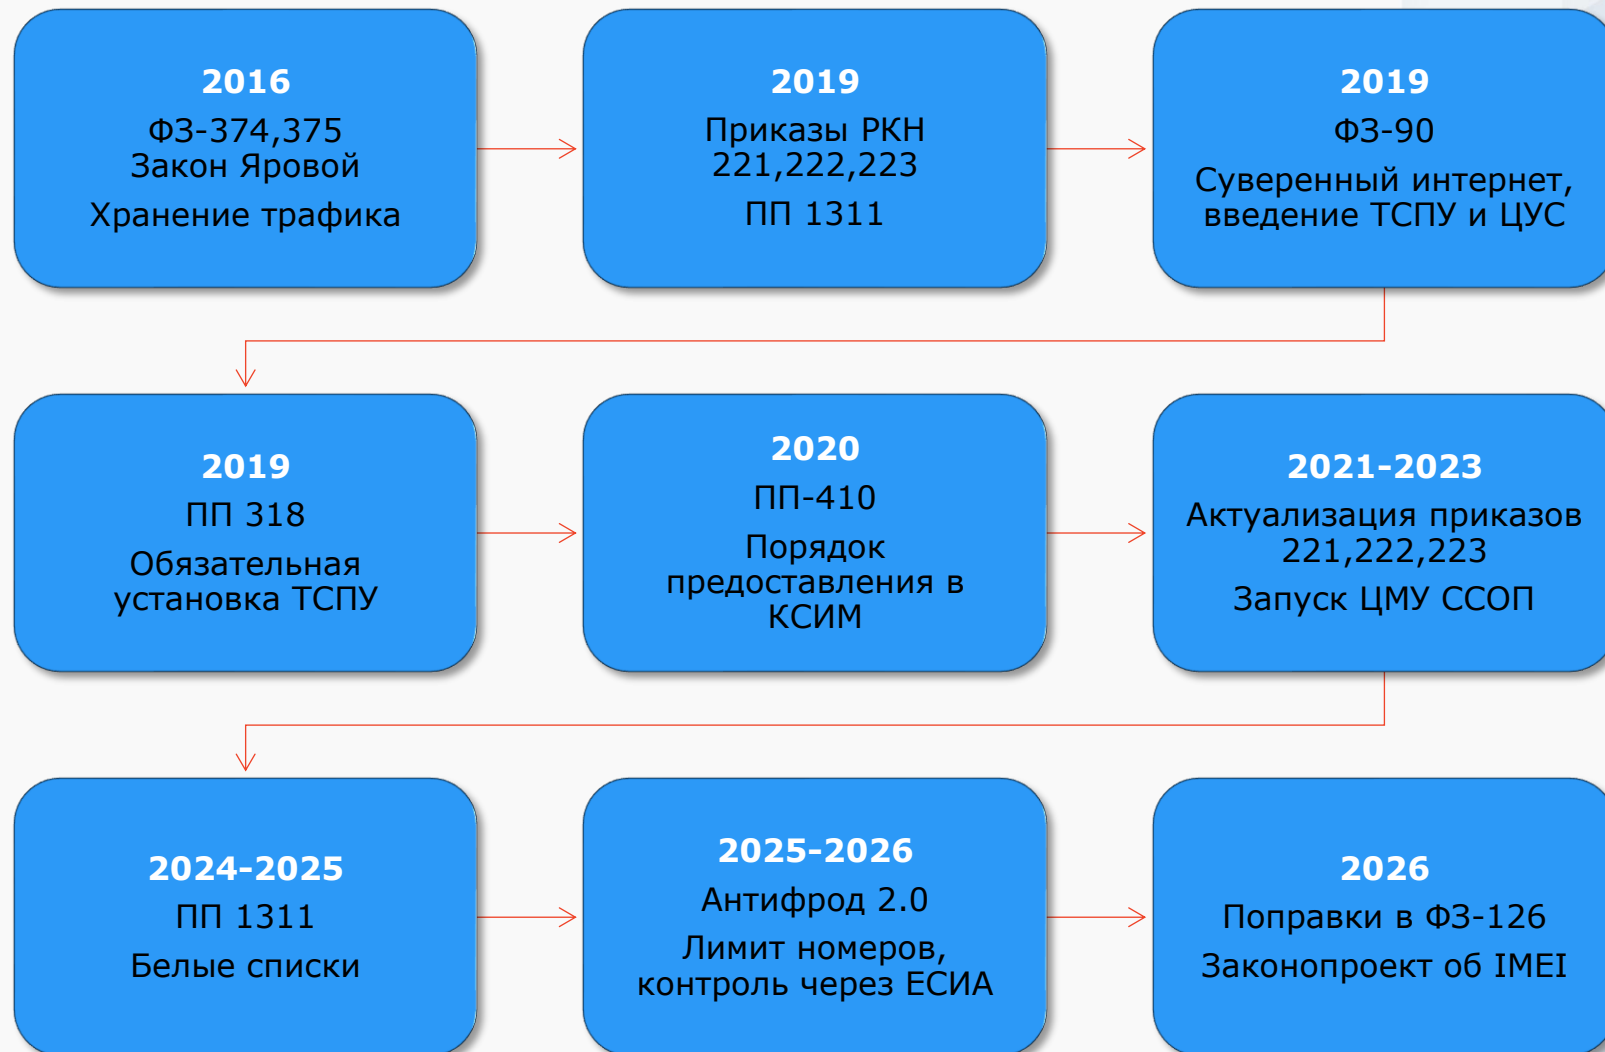 2016
ФЗ-374,375
Закон Яровой
Хранение трафика
2019
Приказы РКН
221,222,223
ПП 1311
2019
ФЗ-90
Суверенный интернет,
введение ТСПУ и ЦУС
2019
ПП 318
Обязательная
установка ТСПУ
2020
ПП-410
Порядок
предоставления в
КСИМ
2021-2023
Актуализация приказов
221,222,223
Запуск ЦМУ ССОП
2024-2025
ПП 1311
Белые списки
2025-2026
Антифрод 2.0
Лимит номеров,
контроль через ЕСИА
2026
Поправки в ФЗ-126
Законопроект об IMEI